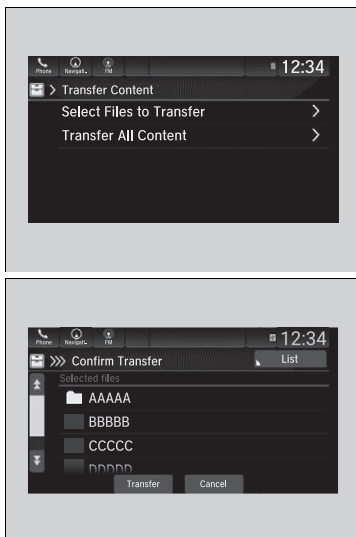 Phone Navigati.. FM 12:34
Transfer Content
Select Files to Transfer
Transfer All Content
Phone Navigati.. FM 12:34
Confirm Transfer List
Selected files
AAAAA
BBBBB
CCCCC
DDDDD
Transfer Cancel